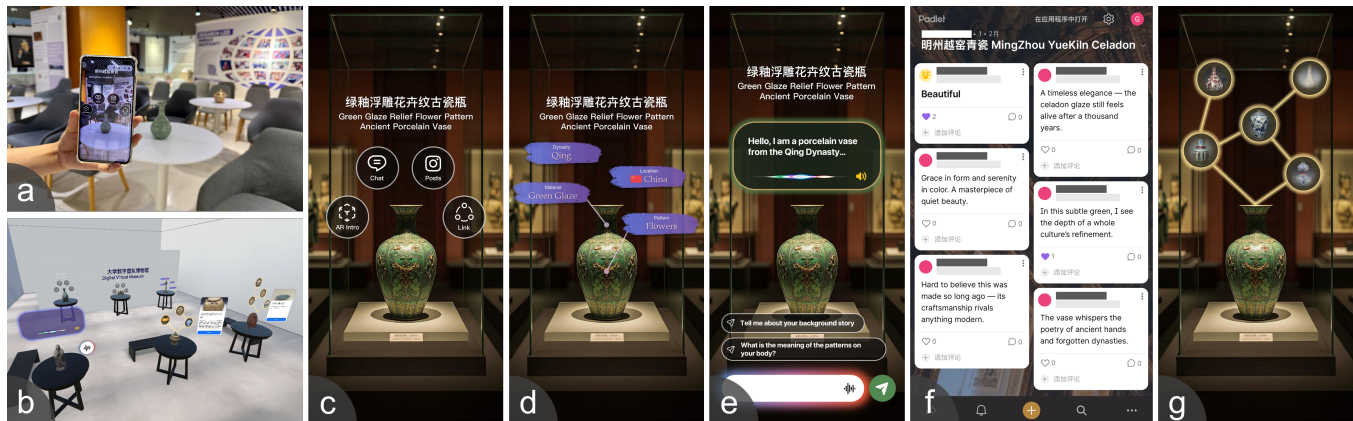 a
明州越窑青瓷
b
大学数字虚拟博物馆
Digital Virtual Museum
c
绿釉浮雕花卉纹古瓷瓶
Green Glaze Relief Flower Pattern
Ancient Porcelain Vase
Chat
Posts
AR Intro
Link
d
绿釉浮雕花卉纹古瓷瓶
Green Glaze Relief Flower Pattern
Ancient Porcelain Vase
Dynasty
Qing
Location
China
Material
Green Glaze
Pattern
Flowers
e
绿釉浮雕花卉纹古瓷瓶
Green Glaze Relief Flower Pattern
Ancient Porcelain Vase
Hello, I am a porcelain vase
from the Qing Dynasty...
Tell me about your background story
What is the meaning of the patterns on
your body?
f
Padlet
在应用程序中打开
G
• 1 • 2月
明州越窑青瓷 MingZhou YueKiln Celadon
Beautiful
2
0
添加评论
Grace in form and serenity
in color. A masterpiece of
quiet beauty.
0
0
添加评论
Hard to believe this was
made so long ago — its
craftsmanship rivals
anything modern.
0
0
添加评论
A timeless elegance — the
celadon glaze still feels
alive after a thousand
years.
0
0
添加评论
In this subtle green, I see
the depth of a whole
culture's refinement.
1
0
添加评论
The vase whispers the
poetry of ancient hands
and forgotten dynasties.
0
0
添加评论
g